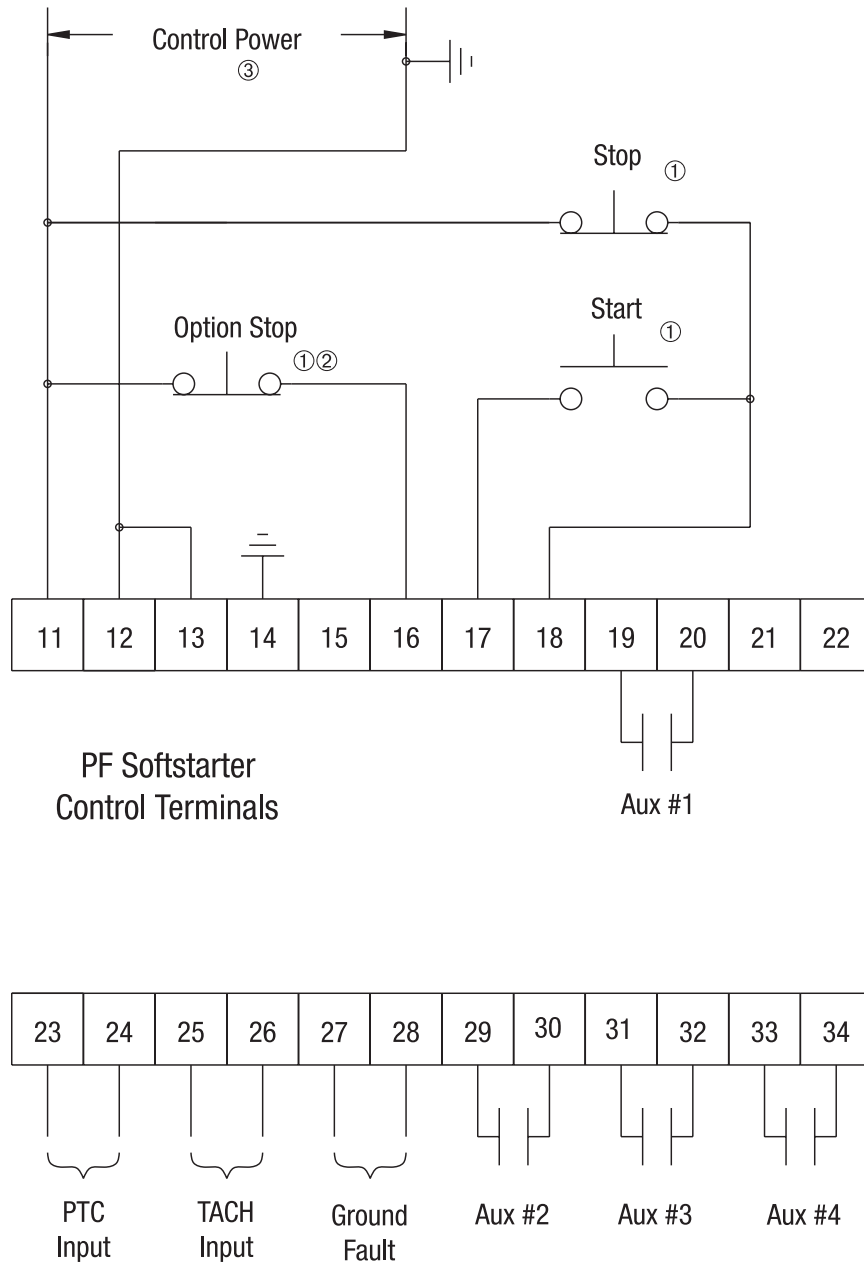 Control Power
③
Stop ①
Start ①
Option Stop ①②
11 12 13 14 15 16 17 18 19 20 21 22
PF Softstarter
Control Terminals
Aux #1
23 24 25 26 27 28 29 30 31 32 33 34
PTC
Input
TACH
Input
Ground
Fault
Aux #2
Aux #3
Aux #4